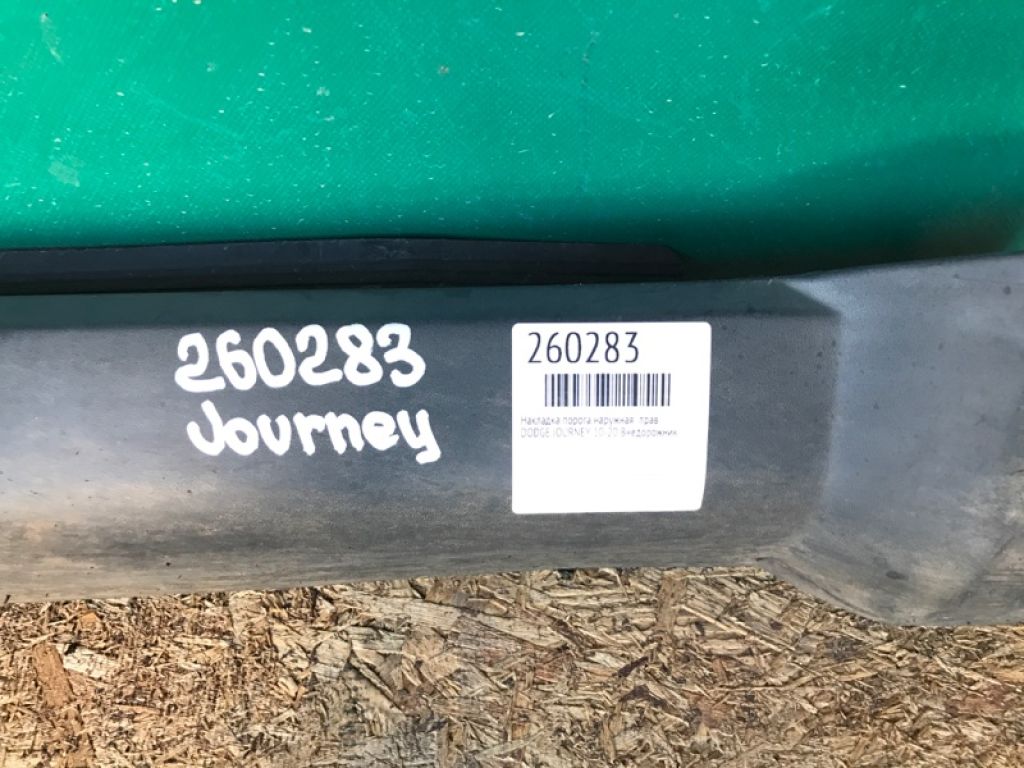 260283
Journey
260283
Накладка порога наружная прав.
DODGE JOURNEY 10-20 Внедорожник